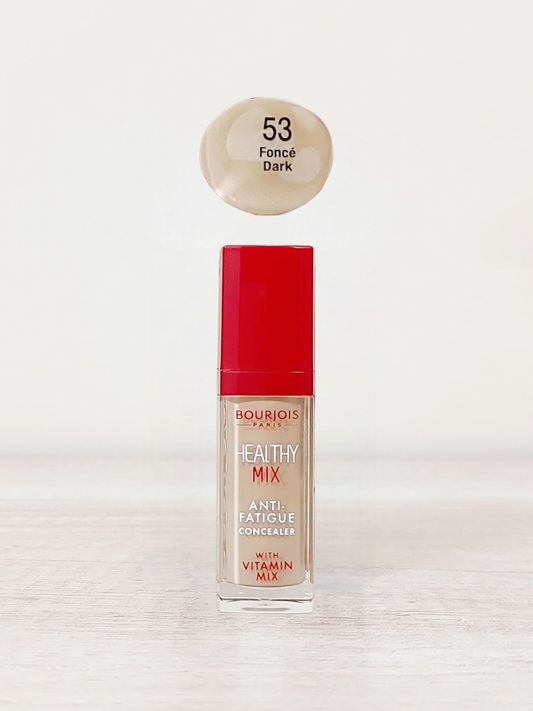 53
Foncé
Dark
BOURJOIS
PARIS
HEALTHY
MIX
ANTI-
FATIGUE
CONCEALER
WITH
VITAMIN
MIX